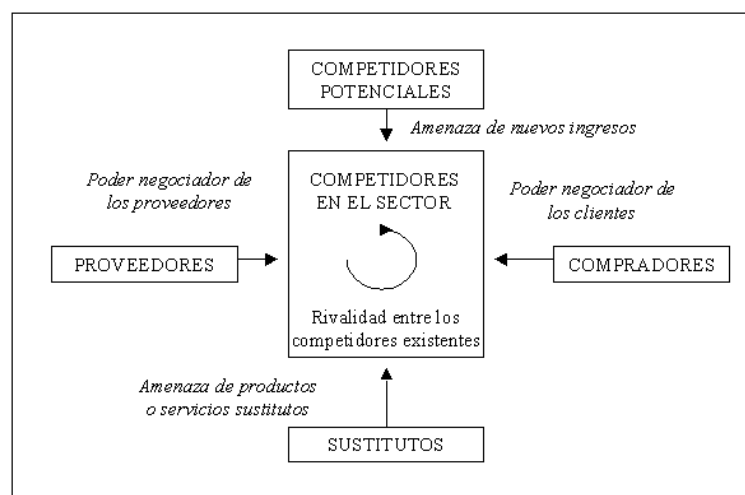 COMPETIDORES
POTENCIALES
Amenaza de nuevos ingresos
Poder negociador de
los proveedores
COMPETIDORES
EN EL SECTOR
Poder negociador de
los clientes
PROVEEDORES
COMPRADORES
Rivalidad entre los
competidores existentes
Amenaza de productos
o servicios sustitutos
SUSTITUTOS